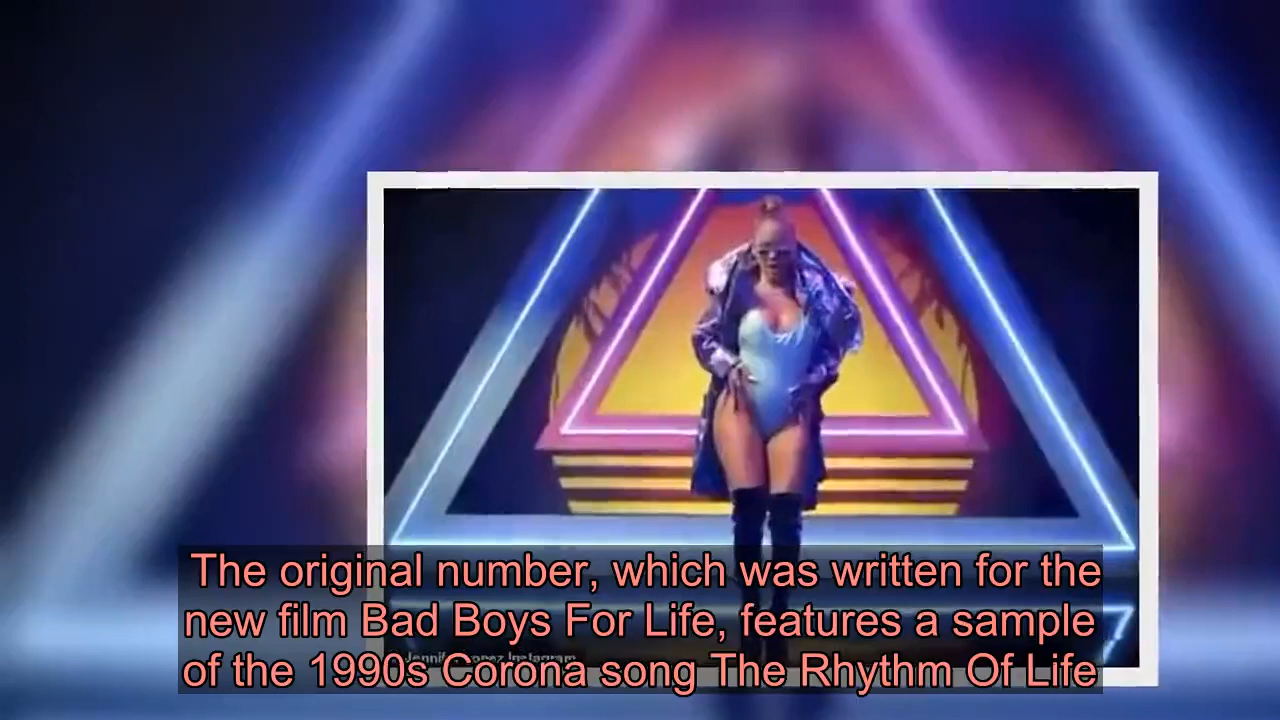 The original number, which was written for the
new film Bad Boys For Life, features a sample
of the 1990s Corona song The Rhythm Of Life
Instagram